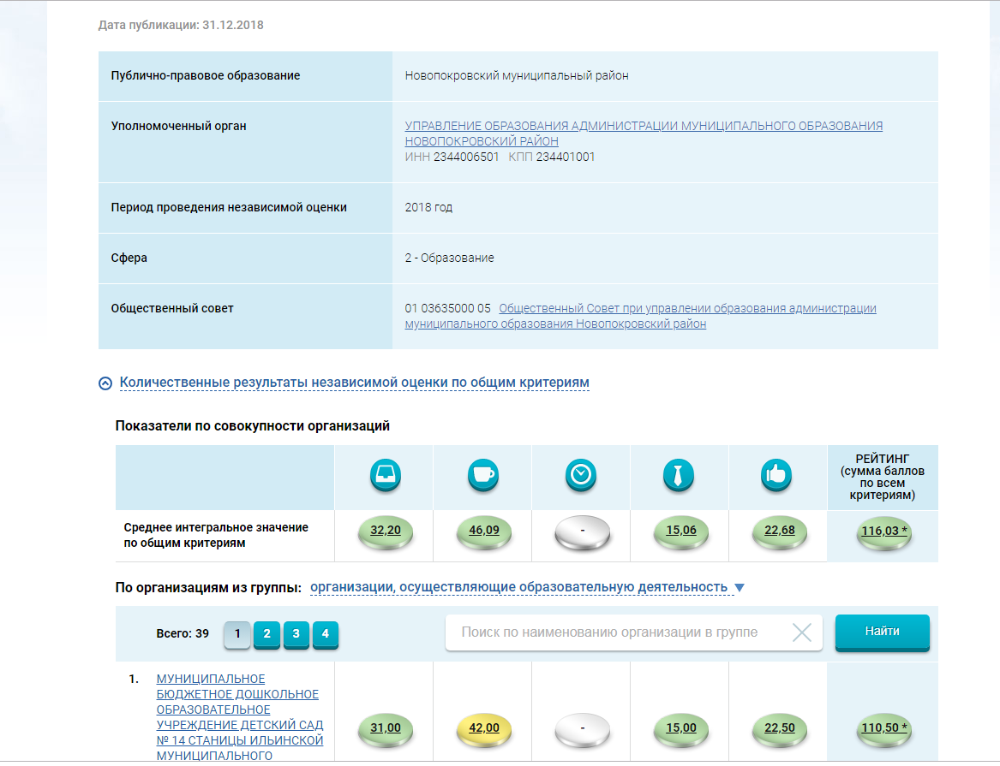 Дата публикации: 31.12.2018
Публично-правовое образование
Новопокровский муниципальный район
Уполномоченный орган
УПРАВЛЕНИЕ ОБРАЗОВАНИЯ АДМИНИСТРАЦИИ МУНИЦИПАЛЬНОГО ОБРАЗОВАНИЯ
НОВОПОКРОВСКИЙ РАЙОН
ИНН 2344006501 КПП 234401001
Период проведения независимой оценки
2018 год
Сфера
2 - Образование
Общественный совет
01 03635000 05 Общественный Совет при управлении образования администрации
муниципального образования Новопокровский район
Количественные результаты независимой оценки по общим критериям
Показатели по совокупности организаций
РЕЙТИНГ
(сумма баллов
по всем
критериям)
Среднее интегральное значение
по общим критериям
32,20 46,09 - 15,06 22,68 116,03 *
По организациям из группы: организации, осуществляющие образовательную деятельность
Всего: 39 1 2 3 4 Поиск по наименованию организации в группе Найти
1. МУНИЦИПАЛЬНОЕ
БЮДЖЕТНОЕ ДОШКОЛЬНОЕ
ОБРАЗОВАТЕЛЬНОЕ
УЧРЕЖДЕНИЕ ДЕТСКИЙ САД
№ 14 СТАНИЦЫ ИЛЬИНСКОЙ
МУНИЦИПАЛЬНОГО
31,00 42,00 - 15,00 22,50 110,50 *